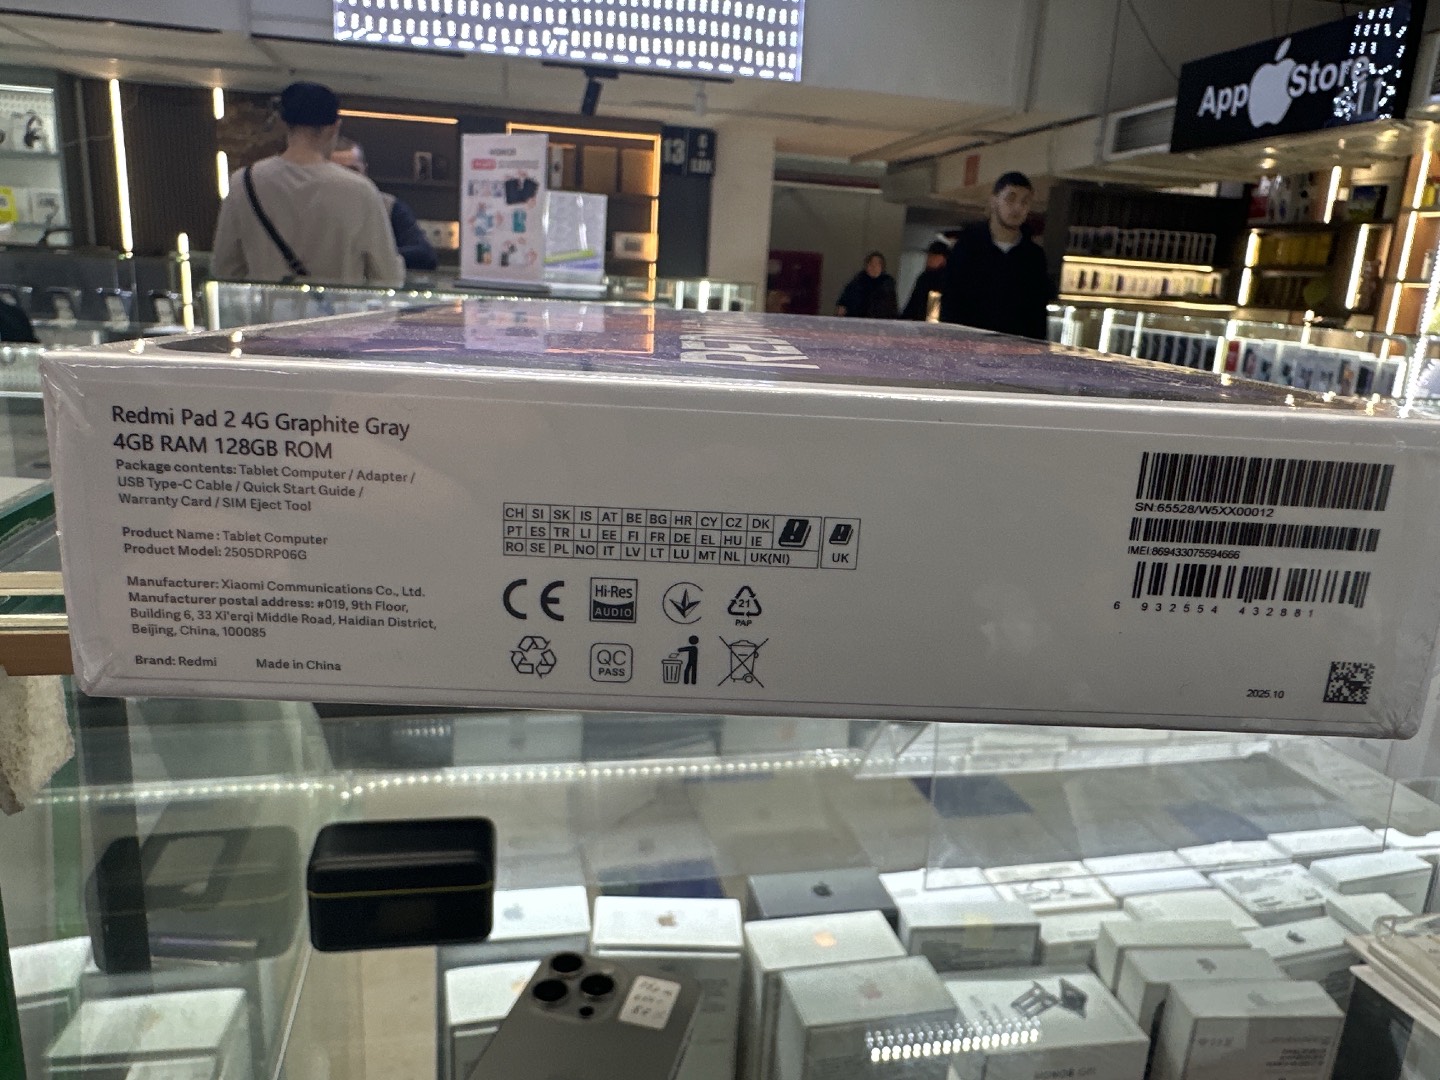 App Store
11
13
HONOR
REDMI
Redmi Pad 2 4G Graphite Gray
4GB RAM 128GB ROM
Package contents: Tablet Computer / Adapter /
USB Type-C Cable / Quick Start Guide /
Warranty Card / SIM Eject Tool
Product Name : Tablet Computer
Product Model: 2505DRP06G
Manufacturer: Xiaomi Communications Co., Ltd.
Manufacturer postal address: #019, 9th Floor,
Building 6, 33 Xi'erqi Middle Road, Haidian District,
Beijing, China, 100085
Brand: Redmi Made in China
CH SI SK IS AT BE BG HR CY CZ DK
PT ES TR LI EE FI FR DE EL HU IE
RO SE PL NO IT LV LT LU MT NL UK(NI)
UK
CE
Hi-Res
AUDIO
21
PAP
QC
PASS
SN:65528/W5XX00012
IMEI:869433075594666
6 932554 432881
2025.10